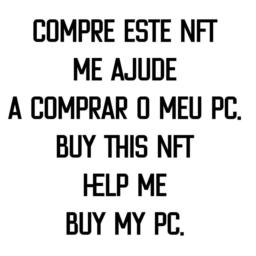 COMPRE ESTE NFT
ME AJUDE
A COMPRAR O MEU PC.
BUY THIS NFT
HELP ME
BUY MY PC.